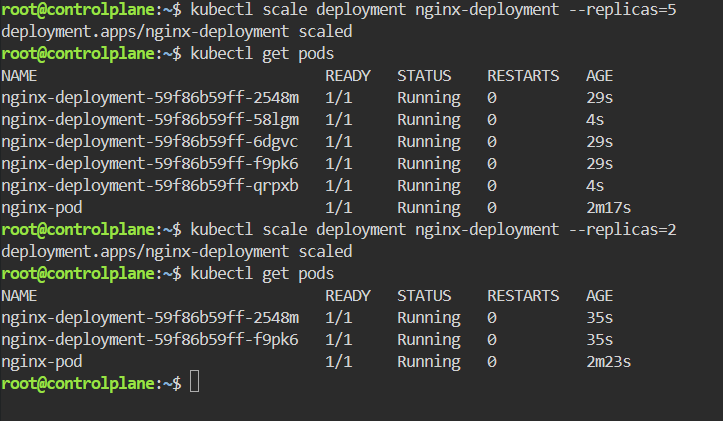 root@controlplane:~$ kubectl scale deployment nginx-deployment --replicas=5
deployment.apps/nginx-deployment scaled
root@controlplane:~$ kubectl get pods
NAME                                READY   STATUS    RESTARTS   AGE
nginx-deployment-59f86b59ff-2548m   1/1     Running   0          29s
nginx-deployment-59f86b59ff-58lgm   1/1     Running   0          4s
nginx-deployment-59f86b59ff-6dgvc   1/1     Running   0          29s
nginx-deployment-59f86b59ff-f9pk6   1/1     Running   0          29s
nginx-deployment-59f86b59ff-qrpxb   1/1     Running   0          4s
nginx-pod                           1/1     Running   0          2m17s
root@controlplane:~$ kubectl scale deployment nginx-deployment --replicas=2
deployment.apps/nginx-deployment scaled
root@controlplane:~$ kubectl get pods
NAME                                READY   STATUS    RESTARTS   AGE
nginx-deployment-59f86b59ff-2548m   1/1     Running   0          35s
nginx-deployment-59f86b59ff-f9pk6   1/1     Running   0          35s
nginx-pod                           1/1     Running   0          2m23s
root@controlplane:~$